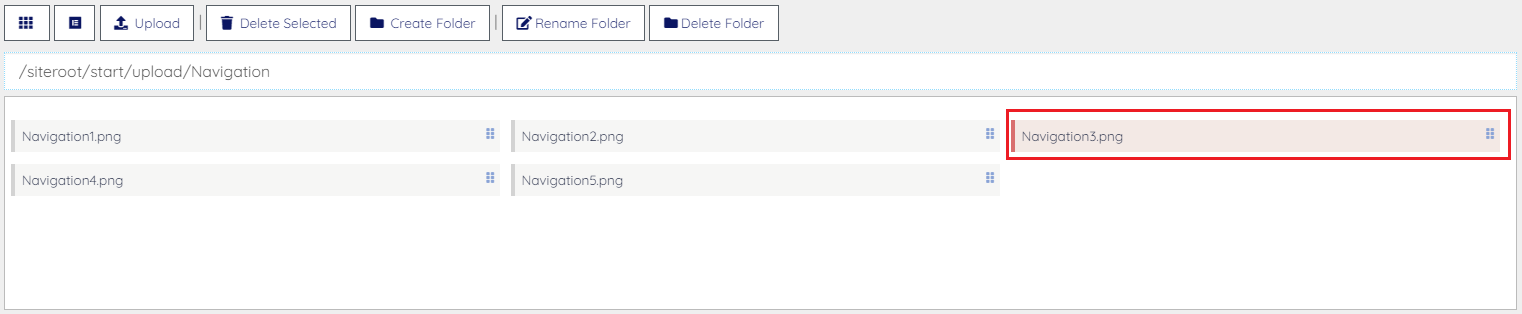 Upload | Delete Selected Create Folder | Rename Folder Delete Folder
/siteroot/start/upload/Navigation
Navigation1.png Navigation2.png Navigation3.png
Navigation4.png Navigation5.png